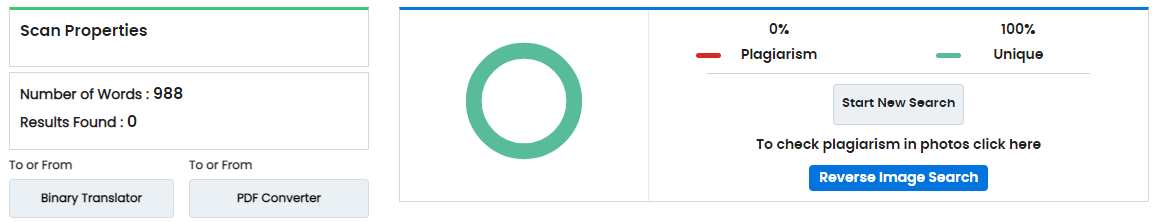 Scan Properties
Number of Words : 988
Results Found : 0
To or From
To or From
Binary Translator
PDF Converter
0%
100%
Plagiarism
Unique
Start New Search
To check plagiarism in photos click here
Reverse Image Search